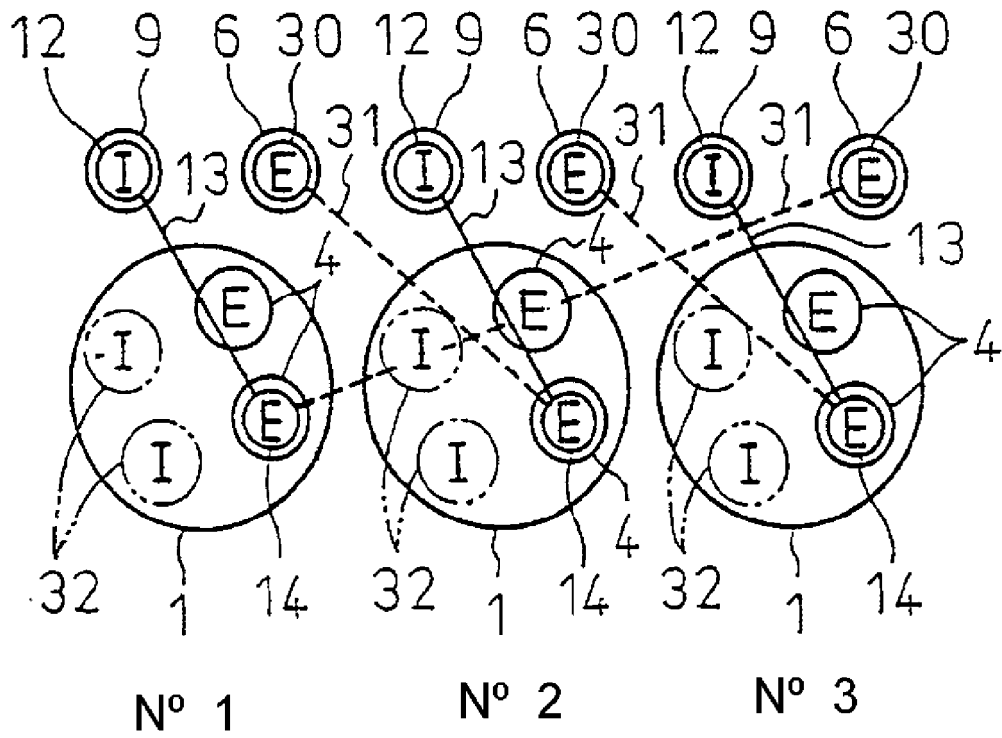 12 9 6 30 12 9 6 30 12 9 6 30
I E 31 I E 31 I 31 E
13 13 13
4 4
E E E
I I I 4
E E E
I I I
4
32 1 14 32 1 14 32 1 14
Nº 1 Nº 2 Nº 3